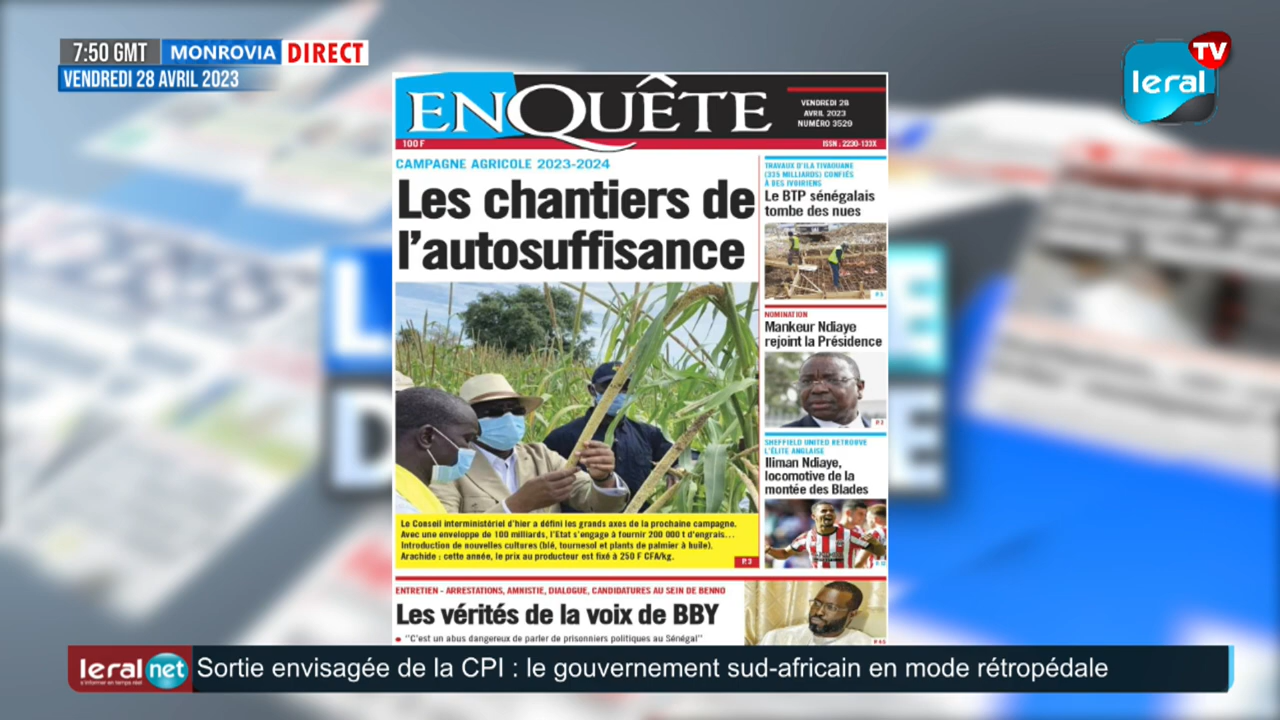 7:50 GMT MONROVIA DIRECT
VENDREDI 28 AVRIL 2023
leral TV
ENQUÊTE
VENDREDI 28
AVRIL 2023
NUMÉRO 3529
100 F
ISSN : 2230-133X
CAMPAGNE AGRICOLE 2023-2024
Les chantiers de
l'autosuffisance
Le Conseil interministériel d'hier a défini les grands axes de la prochaine campagne.
Avec une enveloppe de 100 milliards, l'Etat s'engage à fournir 200 000 t d'engrais...
Introduction de nouvelles cultures (blé, tournesol et plants de palmier à huile).
Arachide : cette année, le prix au producteur est fixé à 250 F CFA/kg.
P.3
TRAVAUX D'ILA TIVAOUANE
(335 MILLIARDS) CONFIÉS
À DES IVOIRIENS
Le BTP sénégalais
tombe des nues
NOMINATION
Mankeur Ndiaye
rejoint la Présidence
SHEFFIELD UNITED RETROUVE
L'ÉLITE ANGLAISE
Iliman Ndiaye,
locomotive de la
montée des Blades
ENTRETIEN - ARRESTATIONS, AMNISTIE, DIALOGUE, CANDIDATURES AU SEIN DE BENNO
Les vérités de la voix de BBY
"C'est un abus dangereux de parler de prisonniers politiques au Sénégal"
leral net
s'informer en temps réel
Sortie envisagée de la CPI : le gouvernement sud-africain en mode rétropédale